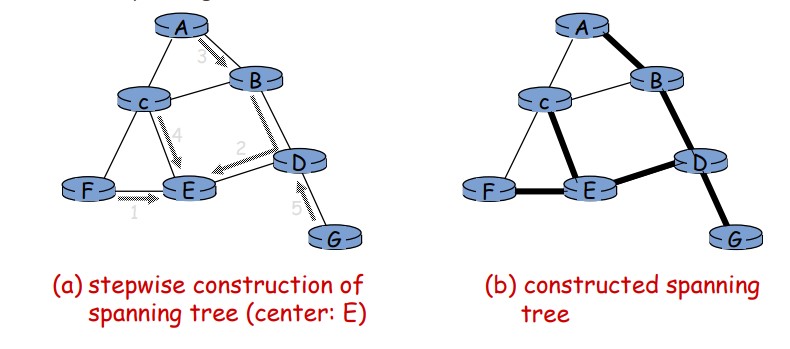 A
3
B
c
4
2
D
F
E
1
5
G
A
B
c
D
F
E
G
(a) stepwise construction of
spanning tree (center: E)
(b) constructed spanning
tree